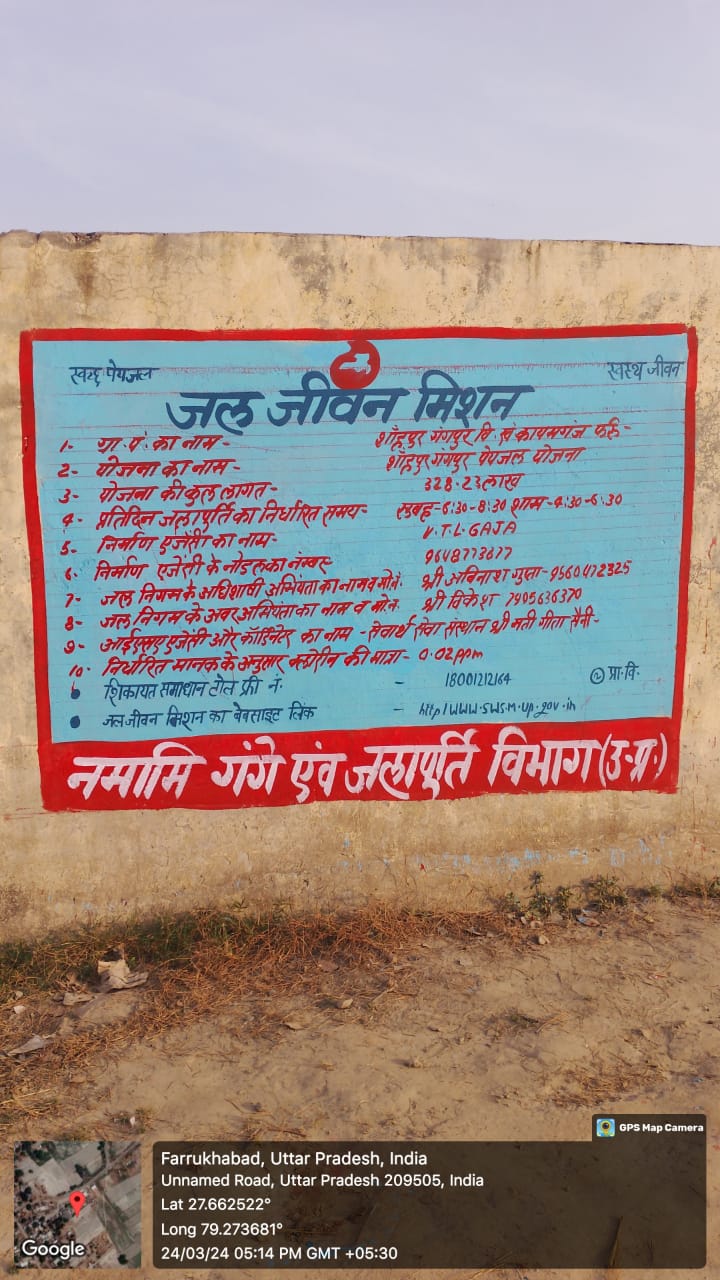 स्वच्छ पेयजल
स्वस्थ जीवन
जल जीवन मिशन
1- ग्रा.पं. का नाम- शाँहपुर गंगपुर वि. खं कायमगंज फर्रु-
2- योजना का नाम- शाँहपुर गंगपुर पेयजल योजना
3- योजना की कुल लागत- 328.23 लाख
4- प्रतिदिन जलापूर्ति का निर्धारित समय- सुबह-6:30-8:30 शाम-4:30-6:30
5- निर्माण एजेंसी का नाम- V.T.L-GAJA
6- निर्माण एजेंसी के नोडल का नम्बर- 9648773677
7- जल निगम के अधिशाषी अभियंता का नाम व मो.नं. श्री अविनाश गुप्ता-9560472325
8- जल निगम के अवर अभियंता का नाम व मो.नं. श्री विकेश 7905636370
9- आईएसए एजेंसी और कॉर्डिनेटर का नाम - सेवार्थ सेवा संस्थान श्री मती गीता सैनी-
10- निर्धारित मानक के अनुसार क्लोरीन की मात्रा- 0.02ppm
• शिकायत समाधान टोल फ्री नं. - 18001212164
प्रा.वि.
• जल जीवन मिशन का वेबसाइट लिंक - http/WWW.swsm.up.gov.in
नमामि गंगे एंव जलापूर्ति विभाग (उ-प्र.)
GPS Map Camera
Farrukhabad, Uttar Pradesh, India
Unnamed Road, Uttar Pradesh 209505, India
Lat 27.662522°
Long 79.273681°
24/03/24 05:14 PM GMT +05:30
Google